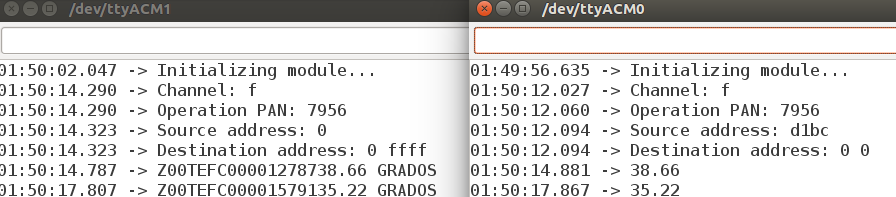 /dev/ttyACM1
01:50:02.047 -> Initializing module...
01:50:14.290 -> Channel: f
01:50:14.290 -> Operation PAN: 7956
01:50:14.323 -> Source address: 0
01:50:14.323 -> Destination address: 0 ffff
01:50:14.787 -> Z00TEFC00001278738.66 GRADOS
01:50:17.807 -> Z00TEFC00001579135.22 GRADOS
/dev/ttyACM0
01:49:56.635 -> Initializing module...
01:50:12.027 -> Channel: f
01:50:12.060 -> Operation PAN: 7956
01:50:12.094 -> Source address: d1bc
01:50:12.094 -> Destination address: 0 0
01:50:14.881 -> 38.66
01:50:17.867 -> 35.22